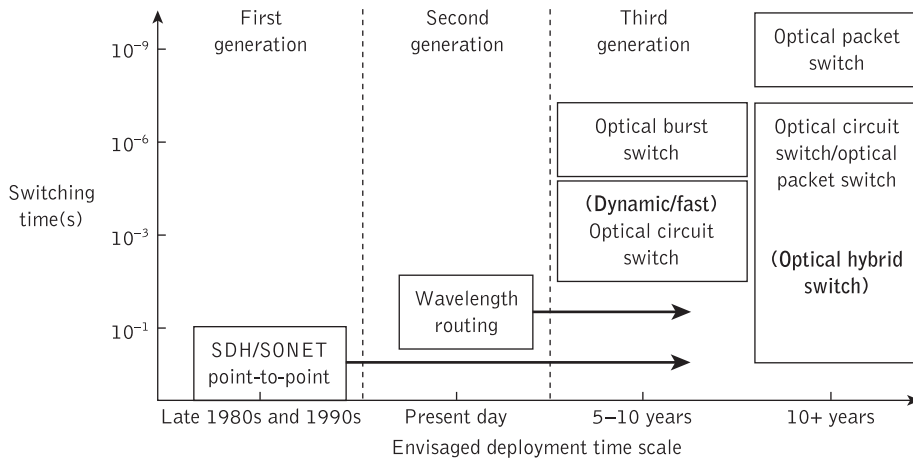 First
generation
Second
generation
Third
generation
Optical packet
switch
10⁻⁹
Optical burst
switch
Optical circuit
switch/optical
packet switch
10⁻⁶
Switching
time(s)
(Dynamic/fast)
Optical circuit
switch
10⁻³
(Optical hybrid
switch)
Wavelength
routing
10⁻¹
SDH/SONET
point-to-point
Late 1980s and 1990s
Present day
5–10 years
10+ years
Envisaged deployment time scale